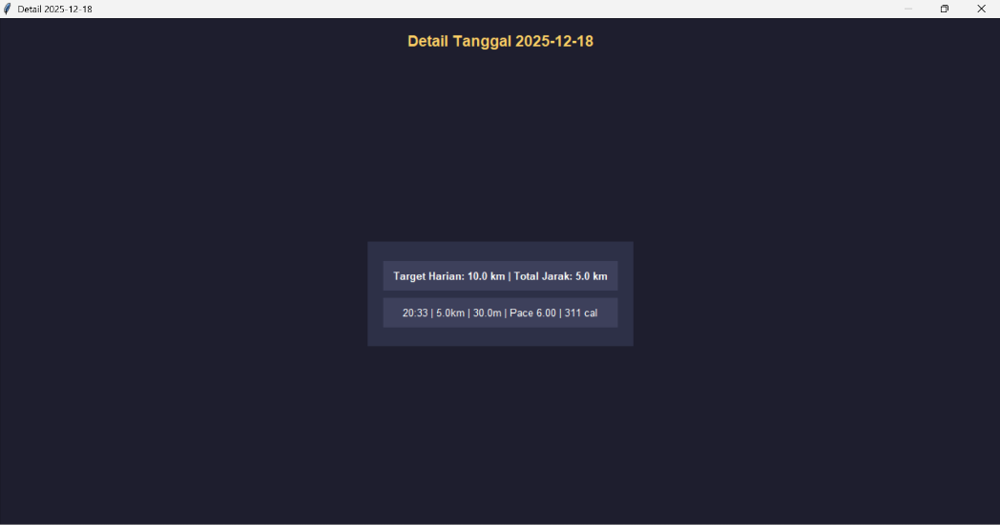 Detail 2025-12-18
Detail Tanggal 2025-12-18
Target Harian: 10.0 km | Total Jarak: 5.0 km
20:33 | 5.0km | 30.0m | Pace 6.00 | 311 cal